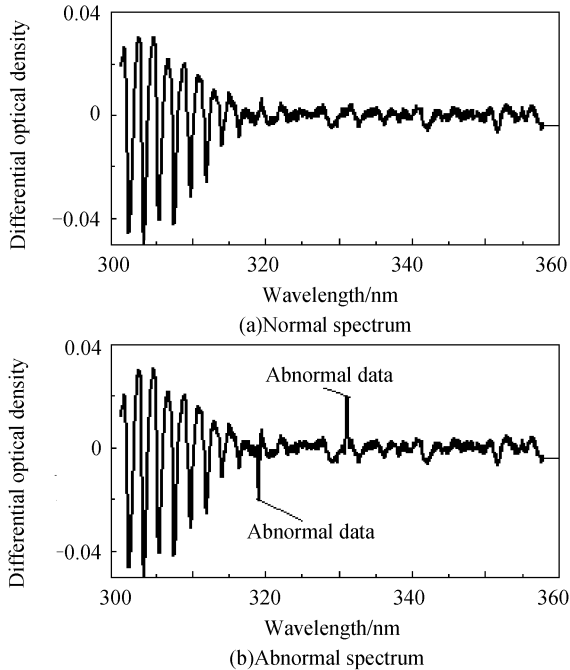 Differential optical density
0.04
0
−0.04
300
320
340
360
Wavelength/nm
(a)Normal spectrum
Differential optical density
0.04
0
−0.04
Abnormal data
Abnormal data
300
320
340
360
Wavelength/nm
(b)Abnormal spectrum